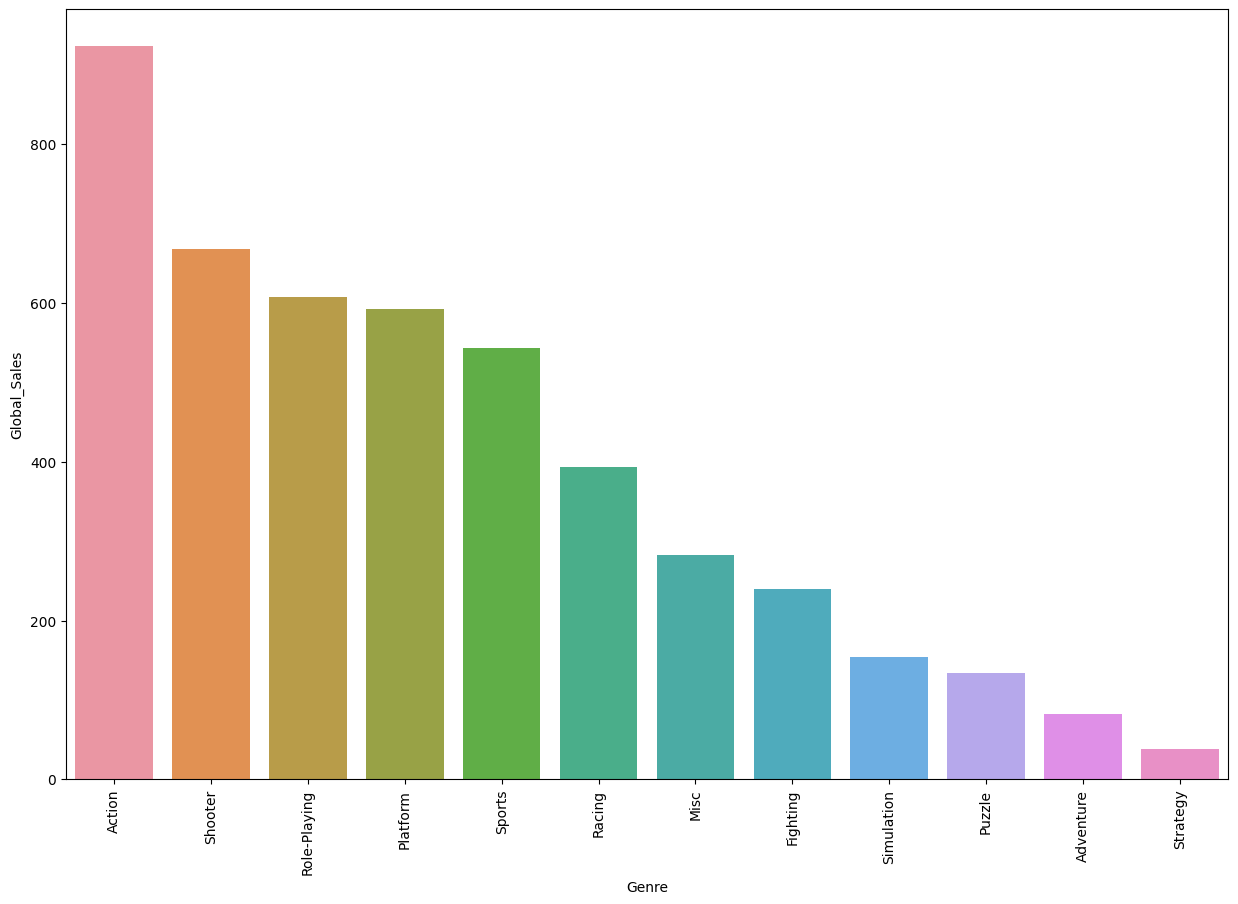 Global_Sales
800
600
400
200
0
Action
Shooter
Role-Playing
Platform
Sports
Racing
Misc
Fighting
Simulation
Puzzle
Adventure
Strategy
Genre